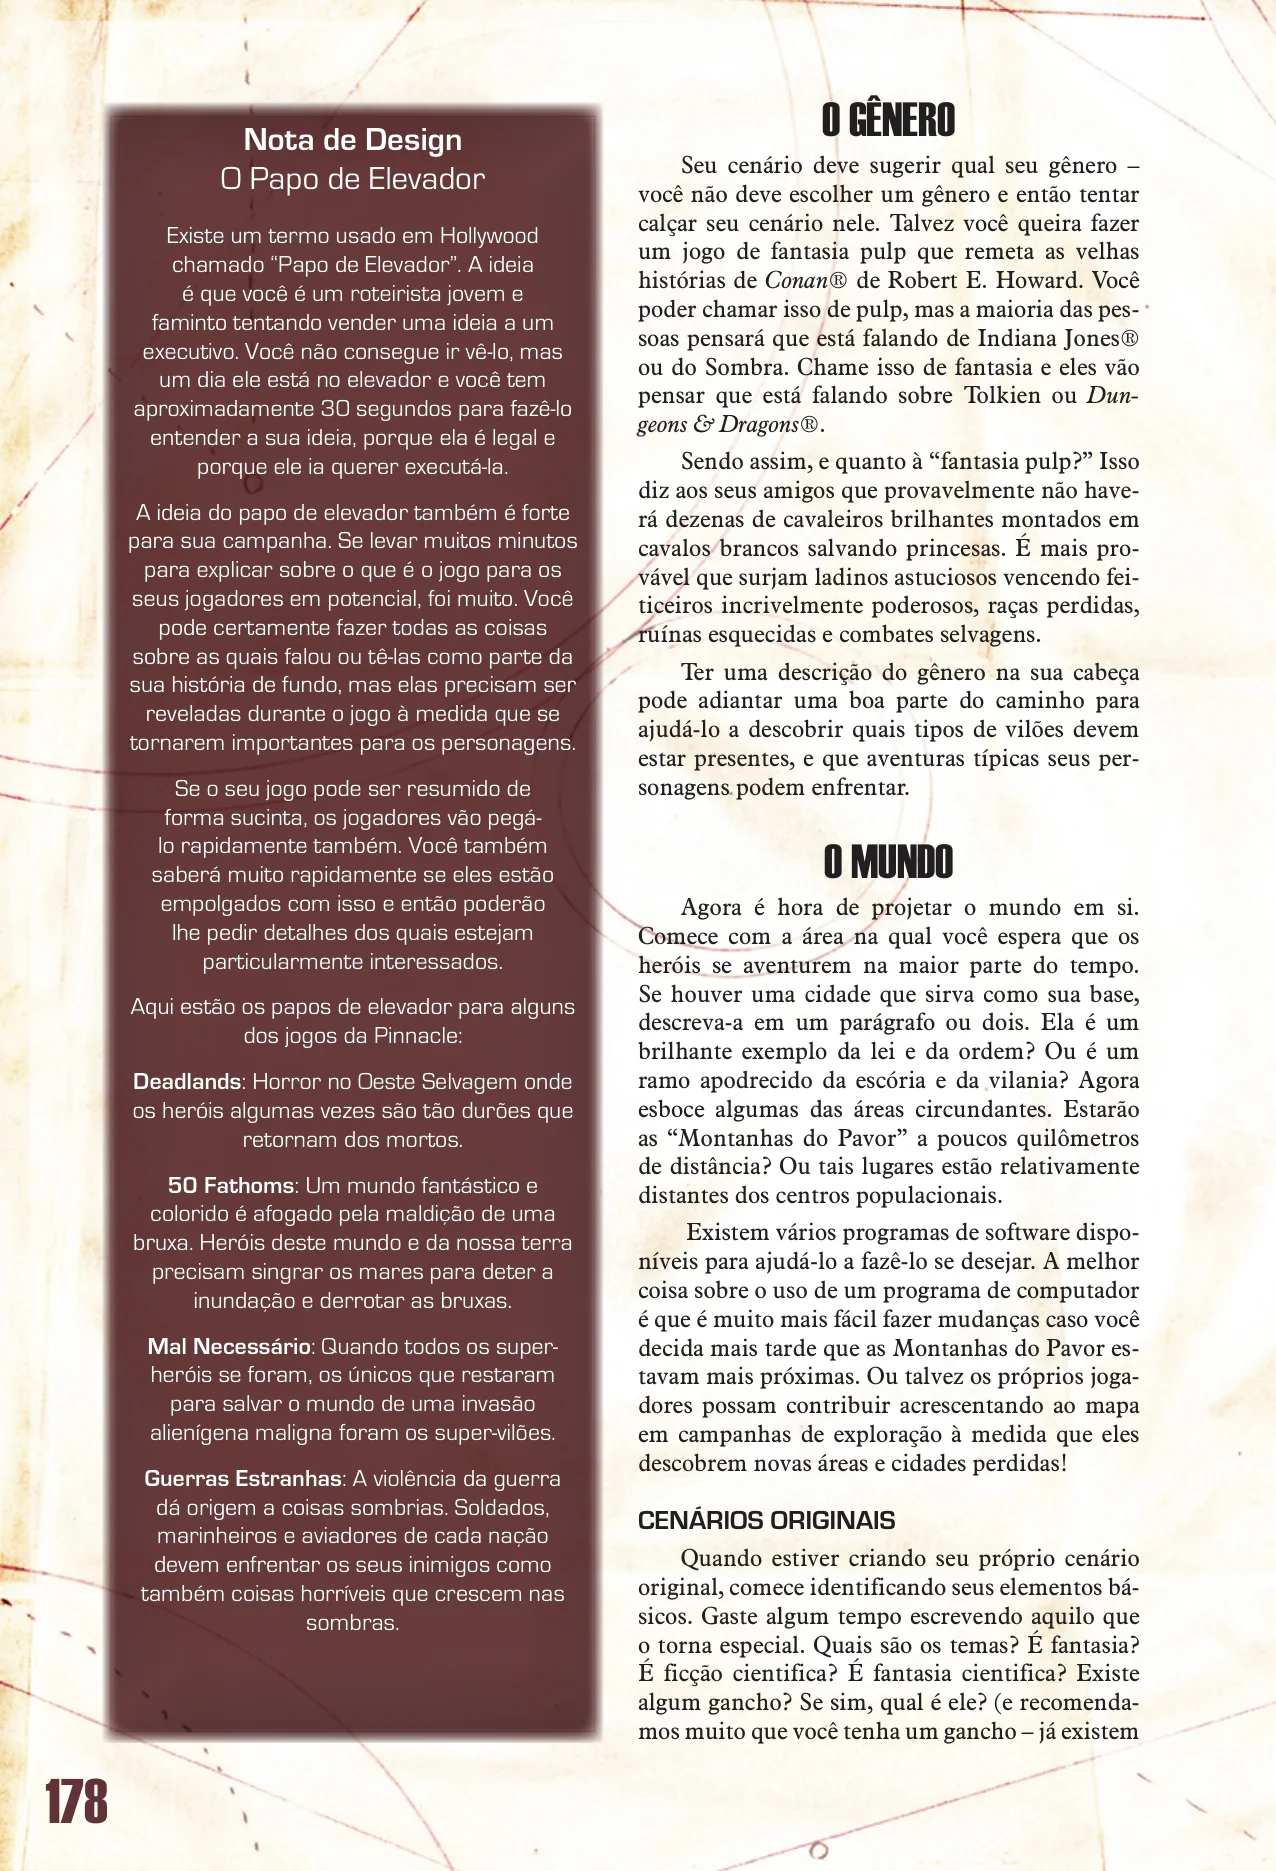 Nota de Design
O Papo de Elevador
Existe um termo usado em Hollywood
chamado “Papo de Elevador”. A ideia
é que você é um roteirista jovem e
faminto tentando vender uma ideia a um
executivo. Você não consegue ir vê-lo, mas
um dia ele está no elevador e você tem
aproximadamente 30 segundos para fazê-lo
entender a sua ideia, porque ela é legal e
porque ele ia querer executá-la.
A ideia do papo de elevador também é forte
para sua campanha. Se levar muitos minutos
para explicar sobre o que é o jogo para os
seus jogadores em potencial, foi muito. Você
pode certamente fazer todas as coisas
sobre as quais falou ou tê-las como parte da
sua história de fundo, mas elas precisam ser
reveladas durante o jogo à medida que se
tornarem importantes para os personagens.
Se o seu jogo pode ser resumido de
forma sucinta, os jogadores vão pegá-
lo rapidamente também. Você também
saberá muito rapidamente se eles estão
empolgados com isso e então poderão
lhe pedir detalhes dos quais estejam
particularmente interessados.
Aqui estão os papos de elevador para alguns
dos jogos da Pinnacle:
Deadlands: Horror no Oeste Selvagem onde
os heróis algumas vezes são tão durões que
retornam dos mortos.
50 Fathoms: Um mundo fantástico e
colorido é afogado pela maldição de uma
bruxa. Heróis deste mundo e da nossa terra
precisam singrar os mares para deter a
inundação e derrotar as bruxas.
Mal Necessário: Quando todos os super-
heróis se foram, os únicos que restaram
para salvar o mundo de uma invasão
alienígena maligna foram os super-vilões.
Guerras Estranhas: A violência da guerra
dá origem a coisas sombrias. Soldados,
marinheiros e aviadores de cada nação
devem enfrentar os seus inimigos como
também coisas horríveis que crescem nas
sombras.
O GÊNERO
Seu cenário deve sugerir qual seu gênero –
você não deve escolher um gênero e então tentar
calçar seu cenário nele. Talvez você queira fazer
um jogo de fantasia pulp que remeta as velhas
histórias de Conan® de Robert E. Howard. Você
poder chamar isso de pulp, mas a maioria das pes-
soas pensará que está falando de Indiana Jones®
ou do Sombra. Chame isso de fantasia e eles vão
pensar que está falando sobre Tolkien ou Dun-
geons & Dragons®.
Sendo assim, e quanto à “fantasia pulp?” Isso
diz aos seus amigos que provavelmente não have-
rá dezenas de cavaleiros brilhantes montados em
cavalos brancos salvando princesas. É mais pro-
vável que surjam ladinos astuciosos vencendo fei-
ticeiros incrivelmente poderosos, raças perdidas,
ruínas esquecidas e combates selvagens.
Ter uma descrição do gênero na sua cabeça
pode adiantar uma boa parte do caminho para
ajudá-lo a descobrir quais tipos de vilões devem
estar presentes, e que aventuras típicas seus per-
sonagens podem enfrentar.
O MUNDO
Agora é hora de projetar o mundo em si.
Comece com a área na qual você espera que os
heróis se aventurem na maior parte do tempo.
Se houver uma cidade que sirva como sua base,
descreva-a em um parágrafo ou dois. Ela é um
brilhante exemplo da lei e da ordem? Ou é um
ramo apodrecido da escória e da vilania? Agora
esboce algumas das áreas circundantes. Estarão
as “Montanhas do Pavor” a poucos quilômetros
de distância? Ou tais lugares estão relativamente
distantes dos centros populacionais.
Existem vários programas de software dispo-
níveis para ajudá-lo a fazê-lo se desejar. A melhor
coisa sobre o uso de um programa de computador
é que é muito mais fácil fazer mudanças caso você
decida mais tarde que as Montanhas do Pavor es-
tavam mais próximas. Ou talvez os próprios joga-
dores possam contribuir acrescentando ao mapa
em campanhas de exploração à medida que eles
descobrem novas áreas e cidades perdidas!
CENÁRIOS ORIGINAIS
Quando estiver criando seu próprio cenário
original, comece identificando seus elementos bá-
sicos. Gaste algum tempo escrevendo aquilo que
o torna especial. Quais são os temas? É fantasia?
É ficção cientifica? É fantasia cientifica? Existe
algum gancho? Se sim, qual é ele? (e recomenda-
mos muito que você tenha um gancho – já existem
178